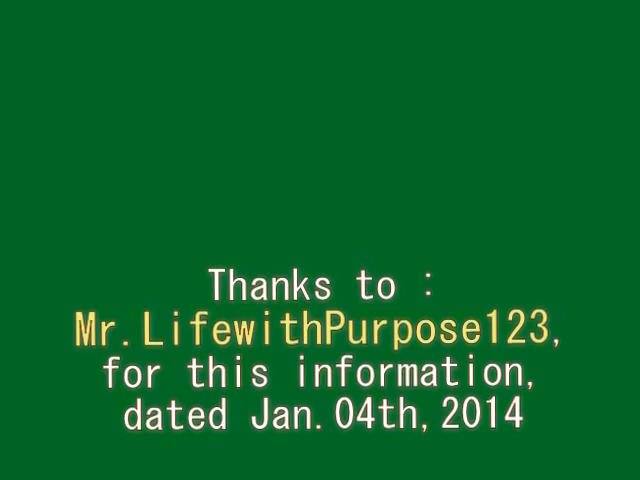 Thanks to :
Mr.LifewithPurpose123,
for this information,
dated Jan.04th,2014